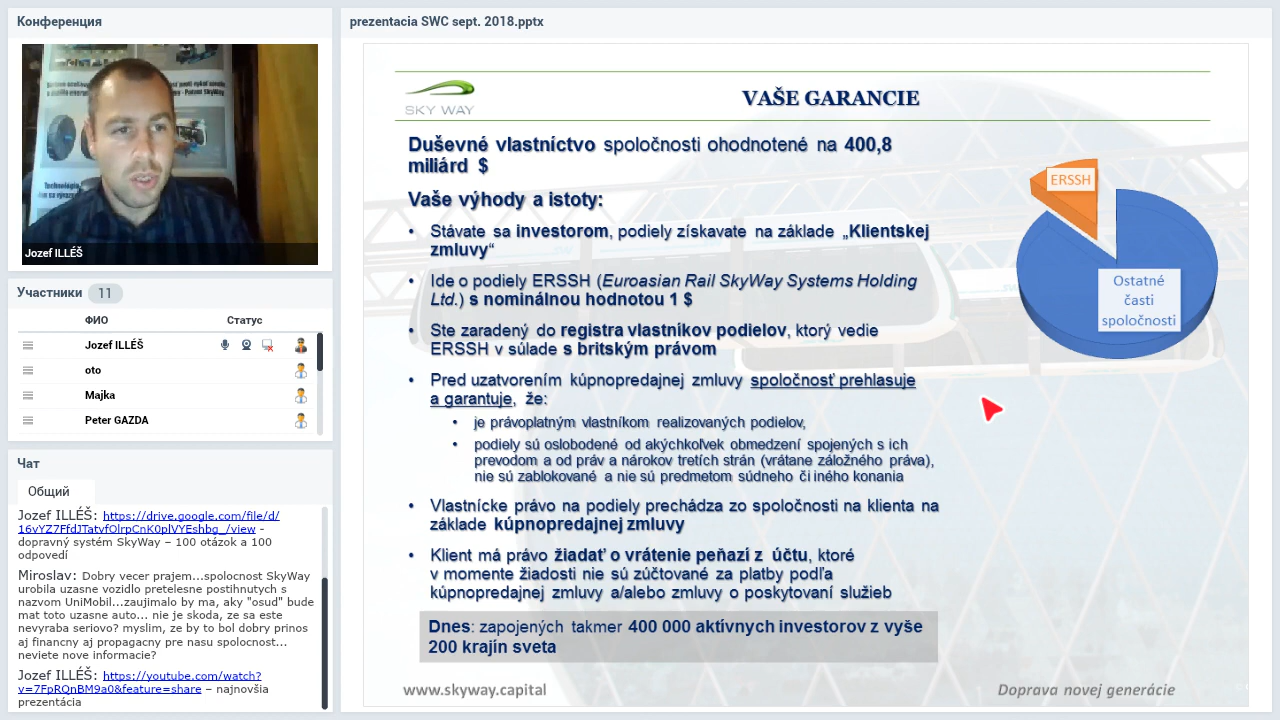 Конференция
Jozef ILLÉŠ
Участники 11
ФИО Статус
Jozef ILLÉŠ
oto
Majka
Peter GAZDA
Чат
Общий
Jozef ILLÉŠ: https://drive.google.com/file/d/
dopravný systém SkyWay – 100 otázok a 100
odpovedí
Miroslav: Dobry vecer prajem...spolocnost SkyWay
urobila uzasne vozidlo pretelesne postihnutych s
nazvom UniMobil...zaujimalo by ma, aky "osud" bude
mat toto uzasne auto... nie je skoda, ze sa este
nevyraba seriovo? myslim, ze by to bol dobry prinos
aj financny aj propagacny pre nasu spolocnost...
neviete nove informacie?
Jozef ILLÉŠ: https://youtube.com/watch?
v=7FpRQnBM9a0&feature=share – najnovšia
prezentácia
prezentacia SWC sept. 2018.pptx
SKY WAY
VAŠE GARANCIE
Duševné vlastníctvo spoločnosti ohodnotené na 400,8
miliárd $
Vaše výhody a istoty:
• Stávate sa investorom, podiely získavate na základe „Klientskej
zmluvy“
• Ide o podiely ERSSH (Euroasian Rail SkyWay Systems Holding
Ltd.) s nominálnou hodnotou 1 $
• Ste zaradený do registra vlastníkov podielov, ktorý vedie
ERSSH v súlade s britským právom
• Pred uzatvorením kúpnopredajnej zmluvy spoločnosť prehlasuje
a garantuje, že:
• je právoplatným vlastníkom realizovaných podielov,
• podiely sú oslobodené od akýchkoľvek obmedzení spojených s ich
prevodom a od práv a nárokov tretích strán (vrátane záložného práva),
nie sú zablokované a nie sú predmetom súdneho či iného konania
• Vlastnícke právo na podiely prechádza zo spoločnosti na klienta na
základe kúpnopredajnej zmluvy
• Klient má právo žiadať o vrátenie peňazí z účtu, ktoré
v momente žiadosti nie sú zúčtované za platby podľa
kúpnopredajnej zmluvy a/alebo zmluvy o poskytovaní služieb
Dnes: zapojených takmer 400 000 aktívnych investorov z vyše
200 krajín sveta
ERSSH
Ostatné
časti
spoločnosti
www.skyway.capital
Doprava novej generácie